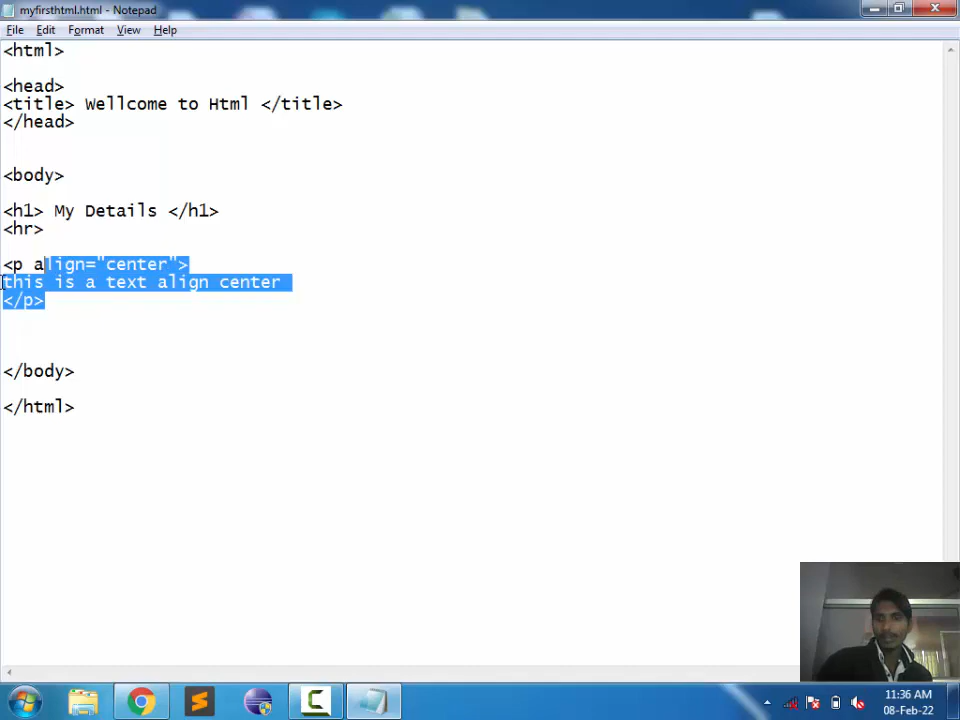 myfirsthtml.html - Notepad
File Edit Format View Help
<html>
<head>
<title> Wellcome to Html </title>
</head>
<body>
<h1> My Details </h1>
<hr>
<p align="center">
this is a text align center
</p>
</body>
</html>
11:36 AM
08-Feb-22